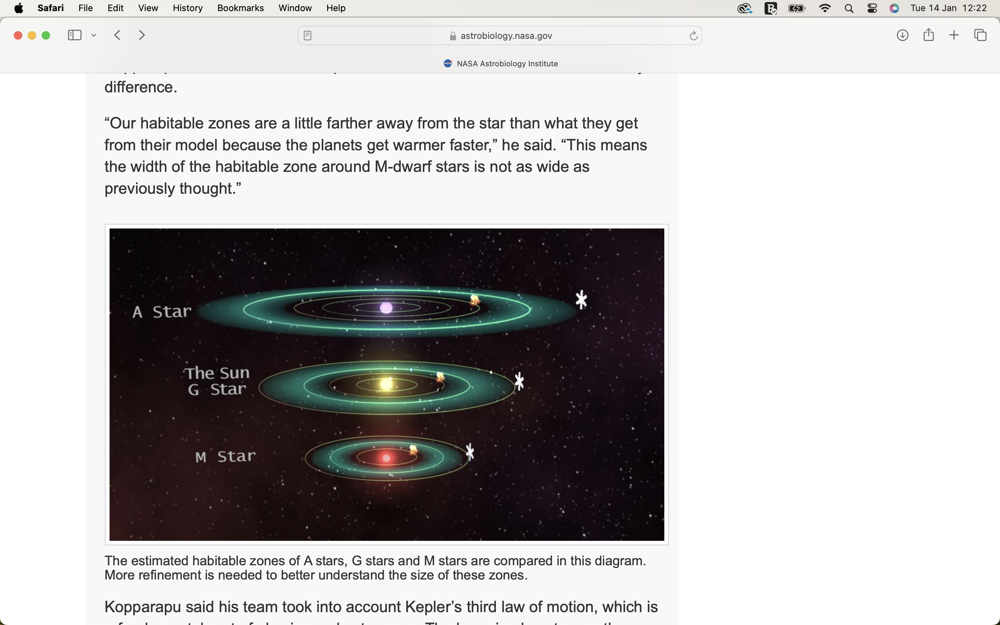 Safari File Edit View History Bookmarks Window Help Tue 14 Jan 12:22
astrobiology.nasa.gov
NASA Astrobiology Institute
difference.
“Our habitable zones are a little farther away from the star than what they get
from their model because the planets get warmer faster,” he said. “This means
the width of the habitable zone around M-dwarf stars is not as wide as
previously thought.”
A Star
The Sun
G Star
M Star
The estimated habitable zones of A stars, G stars and M stars are compared in this diagram.
More refinement is needed to better understand the size of these zones.
Kopparapu said his team took into account Kepler’s third law of motion, which is